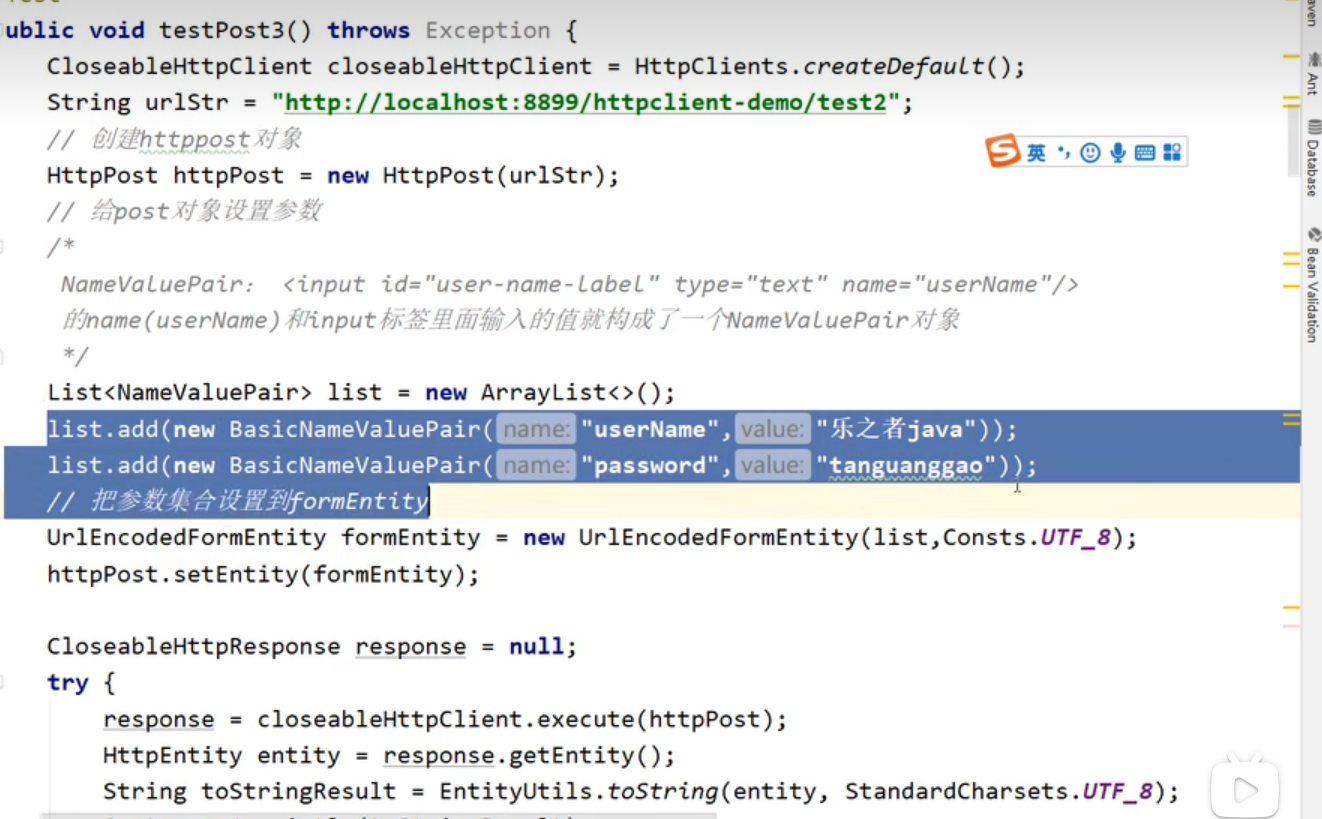 ublic void testPost3() throws Exception {
CloseableHttpClient closeableHttpClient = HttpClients.createDefault();
String urlStr = "http://localhost:8899/httpclient-demo/test2";
// 创建httppost对象
HttpPost httpPost = new HttpPost(urlStr);
// 给post对象设置参数
/*
NameValuePair： <input id="user-name-label" type="text" name="userName"/>
的name(userName)和input标签里面输入的值就构成了一个NameValuePair对象
*/
List<NameValuePair> list = new ArrayList<>();
list.add(new BasicNameValuePair( name: "userName", value: "乐之者java"));
list.add(new BasicNameValuePair( name: "password", value: "tanguanggao"));
// 把参数集合设置到formEntity
UrlEncodedFormEntity formEntity = new UrlEncodedFormEntity(list,Consts.UTF_8);
httpPost.setEntity(formEntity);
CloseableHttpResponse response = null;
try {
response = closeableHttpClient.execute(httpPost);
HttpEntity entity = response.getEntity();
String toStringResult = EntityUtils.toString(entity, StandardCharsets.UTF_8);
S 英
aven
Ant
Database
Bean Validation